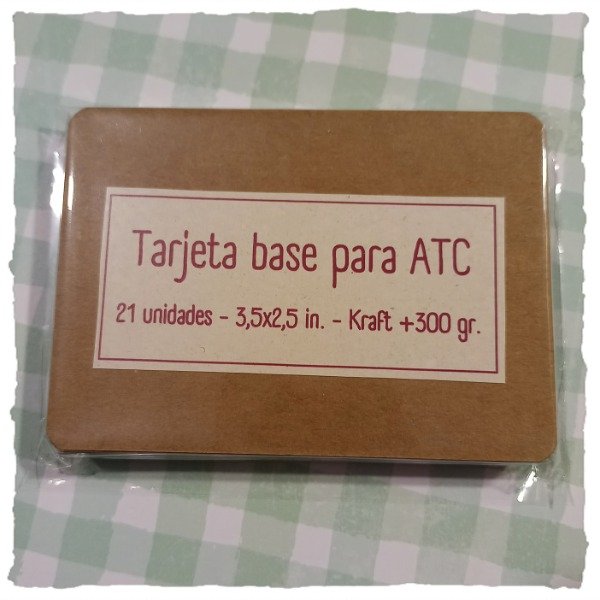 Tarjeta base para ATC
21 unidades - 3,5x2,5 in. - Kraft +300 gr.